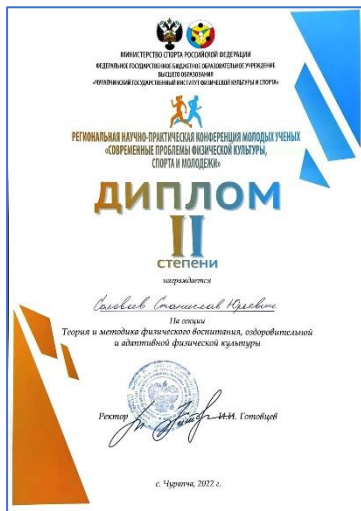 МИНИСТЕРСТВО СПОРТА РОССИЙСКОЙ ФЕДЕРАЦИИ
ФЕДЕРАЛЬНОЕ ГОСУДАРСТВЕННОЕ БЮДЖЕТНОЕ ОБРАЗОВАТЕЛЬНОЕ УЧРЕЖДЕНИЕ
ВЫСШЕГО ОБРАЗОВАНИЯ
«ЧУРАПЧИНСКИЙ ГОСУДАРСТВЕННЫЙ ИНСТИТУТ ФИЗИЧЕСКОЙ КУЛЬТУРЫ И СПОРТА»
РЕГИОНАЛЬНАЯ НАУЧНО-ПРАКТИЧЕСКАЯ КОНФЕРЕНЦИЯ МОЛОДЫХ УЧЕНЫХ
«СОВРЕМЕННЫЕ ПРОБЛЕМЫ ФИЗИЧЕСКОЙ КУЛЬТУРЫ,
СПОРТА И МОЛОДЕЖИ»
ДИПЛОМ
II
СТЕПЕНИ
награждается
Соловьев Станислав Юрьевич
На секции
Теория и методика физического воспитания, оздоровительной
и адаптивной физической культуры
Ректор И.И. Готовцев
с. Чурапча, 2022 г.